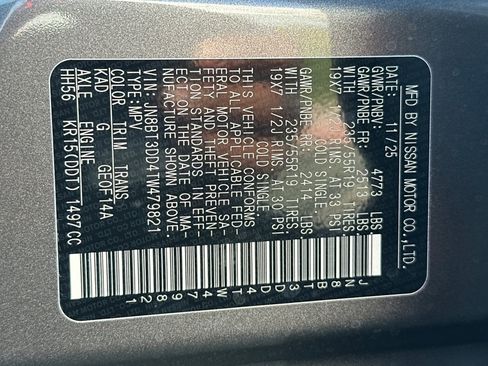 MFD BY NISSAN MOTOR CO.,LTD.
DATE: 11/25
GVWR/PNBV: 4773 LBS
GAWR/PNBE FR: 2513 LBS
WITH 235/55R19 TIRES,
19X7 1/2J RIMS AT 33 PSI
COLD SINGLE.
GAWR/PNBE RR: 2414 LBS
WITH 235/55R19 TIRES,
19X7 1/2J RIMS AT 30 PSI
COLD SINGLE.
THIS VEHICLE CONFORMS
TO ALL APPLICABLE FED-
ERAL MOTOR VEHICLE SA-
FETY AND THEFT PREVEN-
TION STANDARDS IN EFF-
ECT ON THE DATE OF MA-
NUFACTURE SHOWN ABOVE.
VIN:JN8BT3DD4TW479821
TYPE:MPV
COLOR TRIM TRANS
KAD G GE0F14A
AXLE ENGINE
HH56 KR15(DDT) 1497CC
JN8BT3DD4TW479821